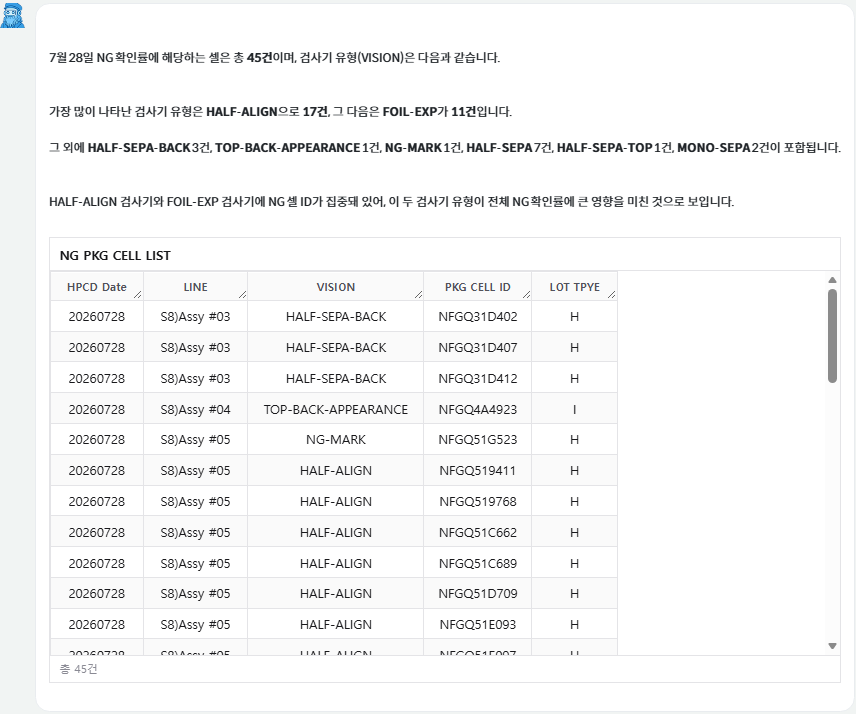 7월 28일 NG 확인률에 해당하는 셀은 총 45건이며, 검사기 유형(VISION)은 다음과 같습니다.
가장 많이 나타난 검사기 유형은 HALF-ALIGN으로 17건, 그 다음은 FOIL-EXP가 11건입니다.
그 외에 HALF-SEPA-BACK 3건, TOP-BACK-APPEARANCE 1건, NG-MARK 1건, HALF-SEPA 7건, HALF-SEPA-TOP 1건, MONO-SEPA 2건이 포함됩니다.
HALF-ALIGN 검사기와 FOIL-EXP 검사기에 NG 셀 ID가 집중돼 있어, 이 두 검사기 유형이 전체 NG 확인률에 큰 영향을 미친 것으로 보입니다.
NG PKG CELL LIST
HPCD Date LINE VISION PKG CELL ID LOT TPYE
20260728 S8)Assy #03 HALF-SEPA-BACK NFGQ31D402 H
20260728 S8)Assy #03 HALF-SEPA-BACK NFGQ31D407 H
20260728 S8)Assy #03 HALF-SEPA-BACK NFGQ31D412 H
20260728 S8)Assy #04 TOP-BACK-APPEARANCE NFGQ4A4923 I
20260728 S8)Assy #05 NG-MARK NFGQ51G523 H
20260728 S8)Assy #05 HALF-ALIGN NFGQ519411 H
20260728 S8)Assy #05 HALF-ALIGN NFGQ519768 H
20260728 S8)Assy #05 HALF-ALIGN NFGQ51C662 H
20260728 S8)Assy #05 HALF-ALIGN NFGQ51C689 H
20260728 S8)Assy #05 HALF-ALIGN NFGQ51D709 H
20260728 S8)Assy #05 HALF-ALIGN NFGQ51E093 H
20260728 S8)Assy #05 HALF-ALIGN H
총 45건